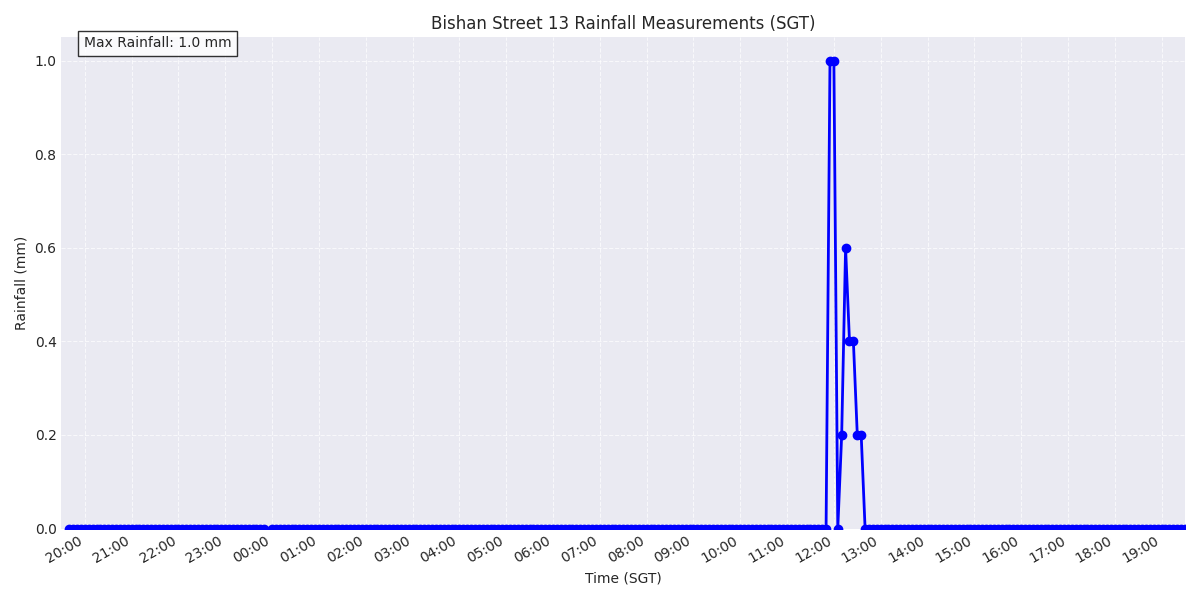 Bishan Street 13 Rainfall Measurements (SGT)
Max Rainfall: 1.0 mm
1.0
0.8
0.6
0.4
0.2
0.0
Rainfall (mm)
20:00 21:00 22:00 23:00 00:00 01:00 02:00 03:00 04:00 05:00 06:00 07:00 08:00 09:00 10:00 11:00 12:00 13:00 14:00 15:00 16:00 17:00 18:00 19:00
Time (SGT)